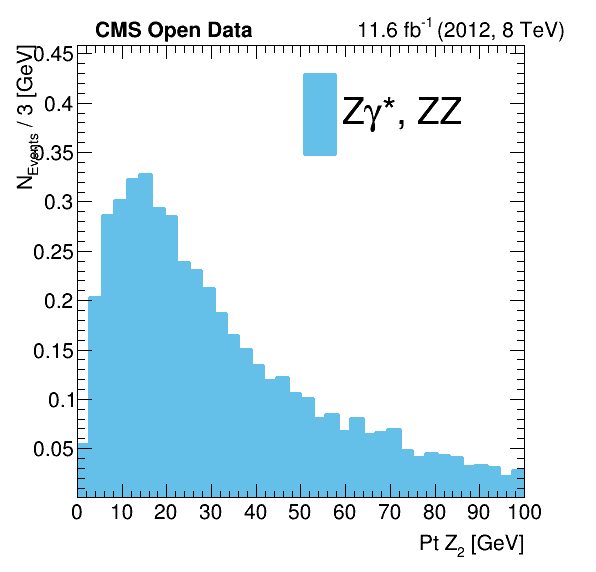 CMS Open Data 11.6 fb⁻¹ (2012, 8 TeV)
N_Events / 3 [GeV]
Zγ*, ZZ
0.45
0.4
0.35
0.3
0.25
0.2
0.15
0.1
0.05
0 10 20 30 40 50 60 70 80 90 100
Pt Z₂ [GeV]